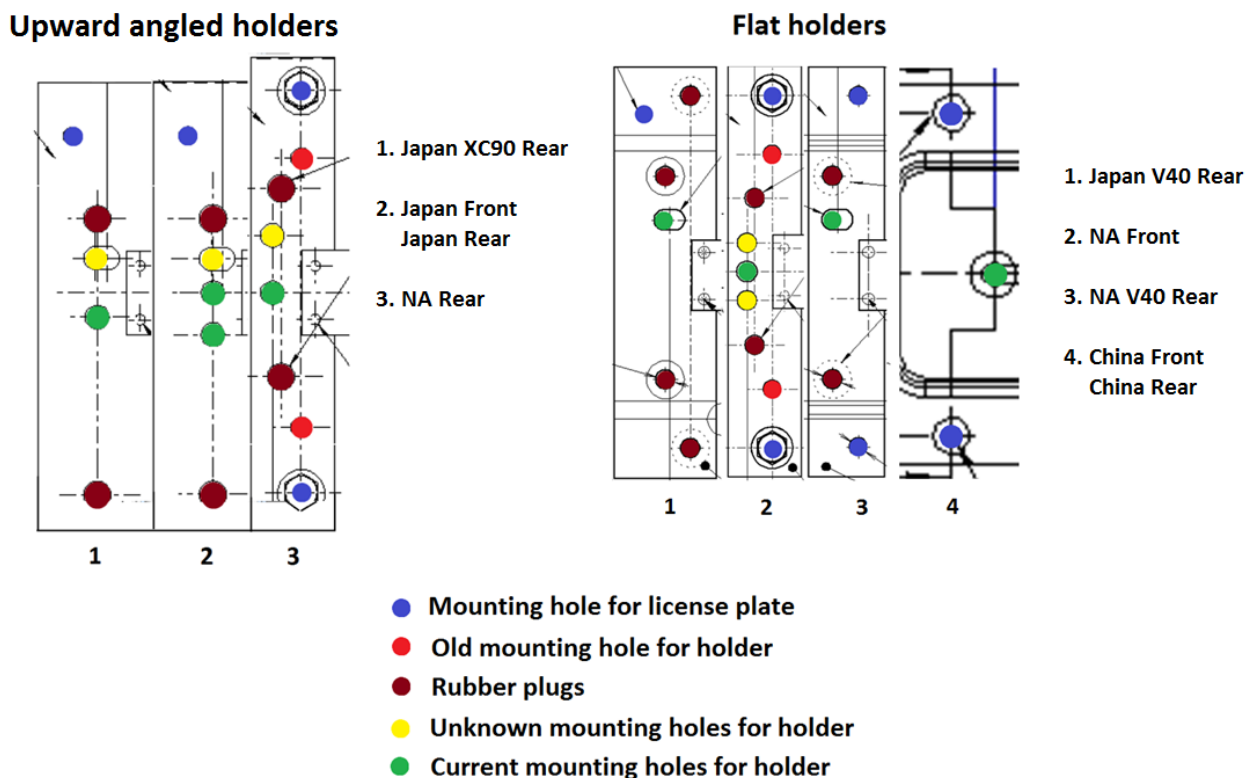 Upward angled holders
Flat holders
1. Japan XC90 Rear
2. Japan Front
Japan Rear
3. NA Rear
1. Japan V40 Rear
2. NA Front
3. NA V40 Rear
4. China Front
China Rear
1
2
3
1
2
3
4
Mounting hole for license plate
Old mounting hole for holder
Rubber plugs
Unknown mounting holes for holder
Current mounting holes for holder